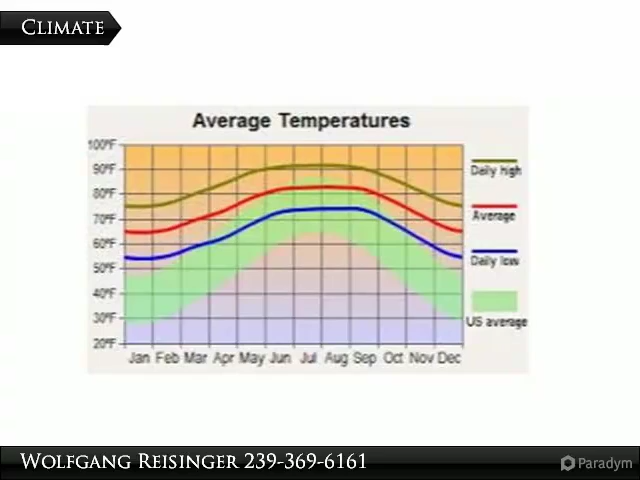 CLIMATE
Average Temperatures
100°F
90°F
80°F
70°F
60°F
50°F
40°F
30°F
20°F
Jan Feb Mar Apr May Jun Jul Aug Sep Oct Nov Dec
Daily high
Average
Daily low
US average
WOLFGANG REISINGER 239-369-6161
Paradym